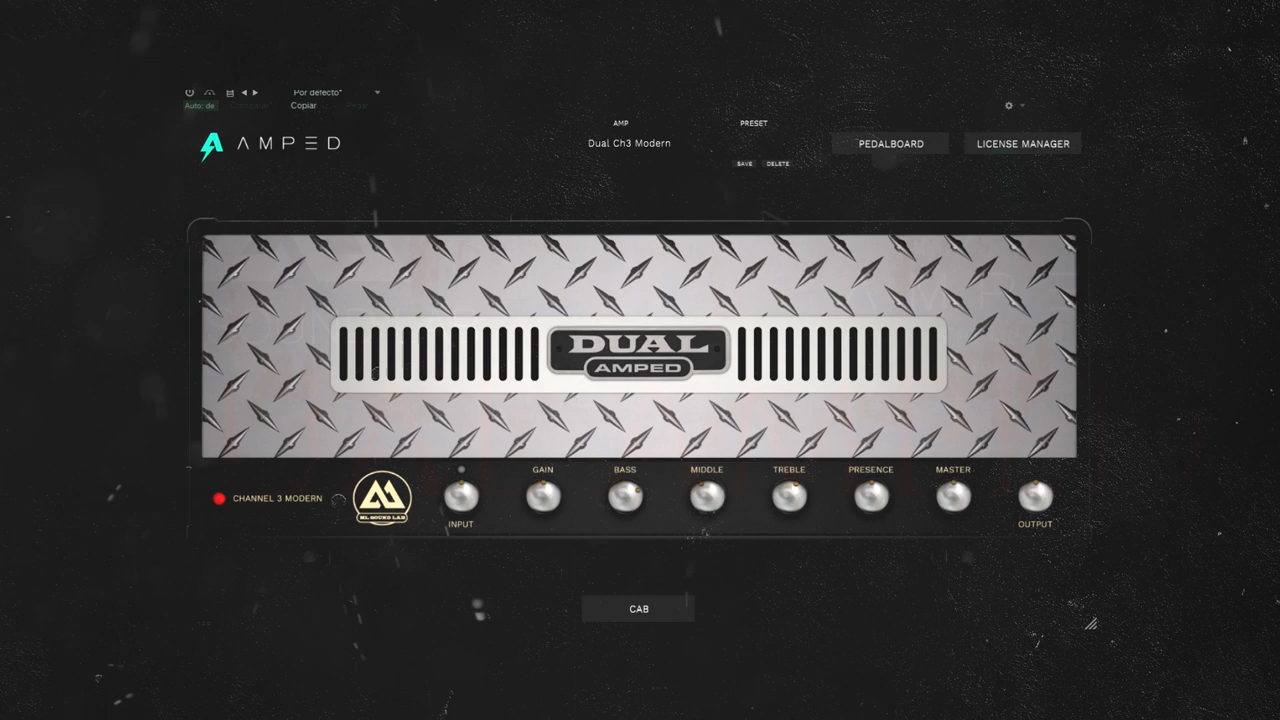 Por defecto"
Auto: de
Copiar
AMPED
AMP
PRESET
Dual Ch3 Modern
PEDALBOARD
LICENSE MANAGER
SAVE
DELETE
DUAL
AMPED
GAIN
BASS
MIDDLE
TREBLE
PRESENCE
MASTER
CHANNEL 3 MODERN
ML SOUND LAB
INPUT
OUTPUT
CAB